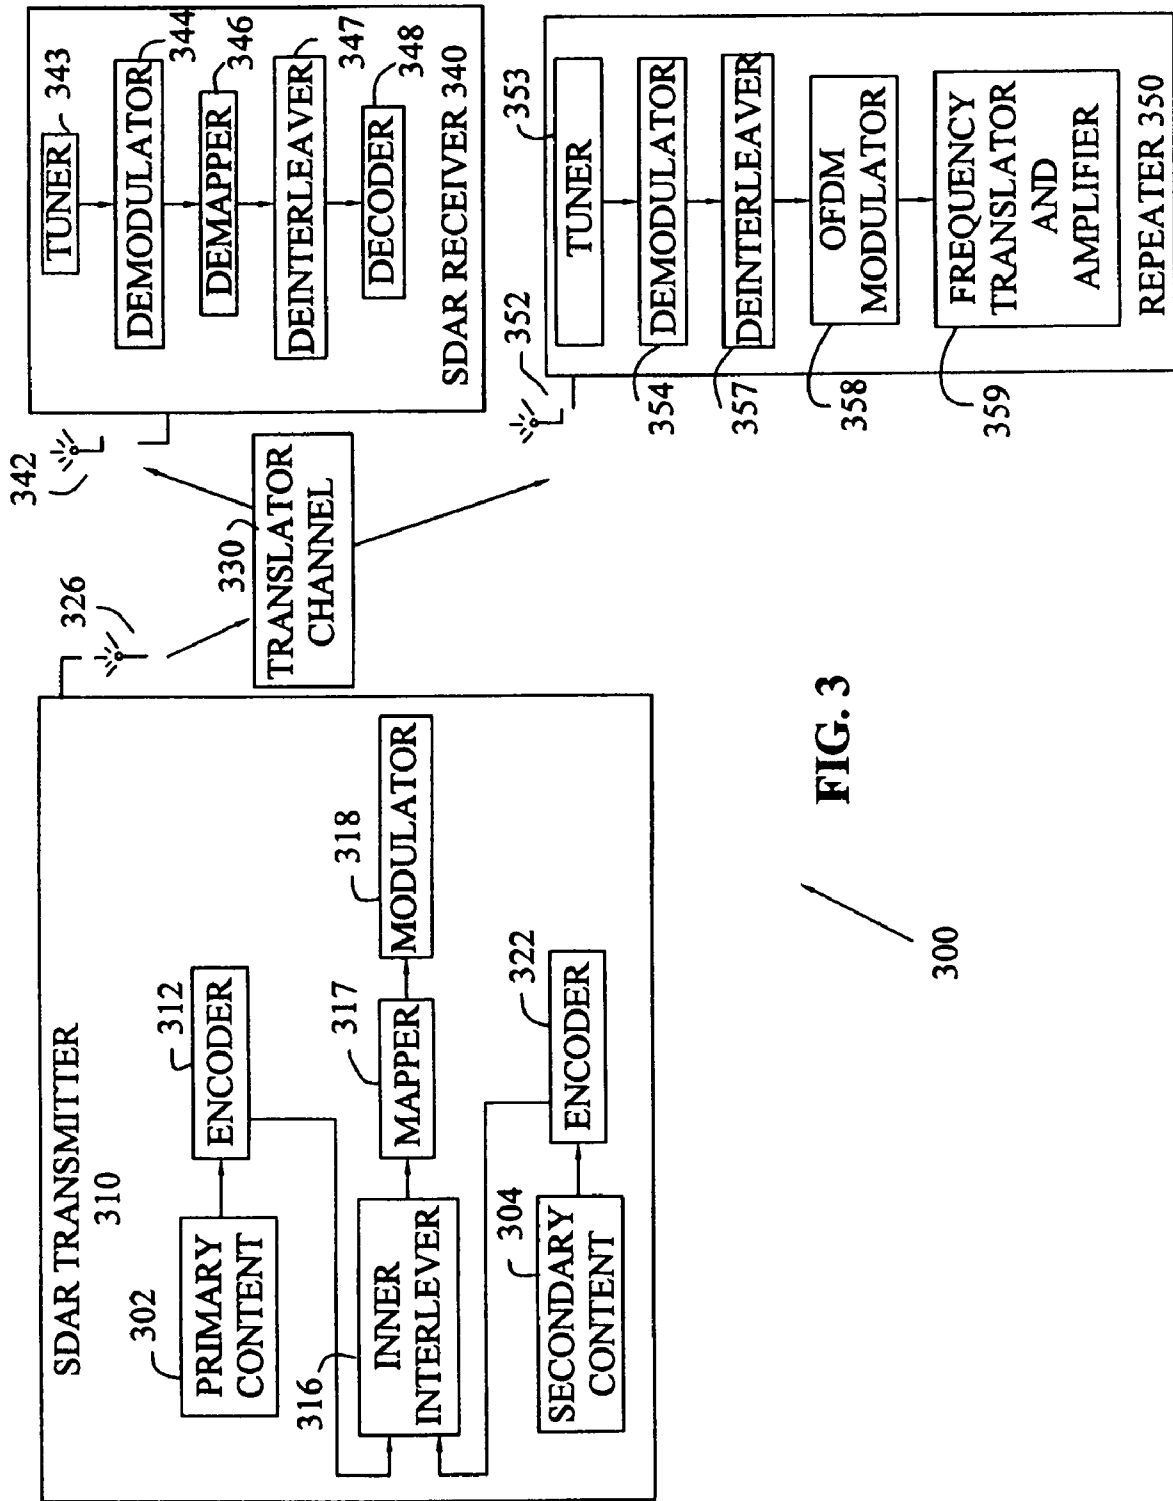 SDAR TRANSMITTER
310
302
PRIMARY
CONTENT
312
ENCODER
316
INNER
INTERLEVER
317
MAPPER
318
MODULATOR
304
SECONDARY
CONTENT
322
ENCODER
326
330
TRANSLATOR
CHANNEL
342
343
TUNER
344
DEMODULATOR
346
DEMAPPER
347
DEINTERLEAVER
348
DECODER
SDAR RECEIVER 340
352
353
TUNER
354
DEMODULATOR
357
DEINTERLEAVER
358
OFDM
MODULATOR
359
FREQUENCY
TRANSLATOR
AND
AMPLIFIER
REPEATER 350
300
FIG. 3